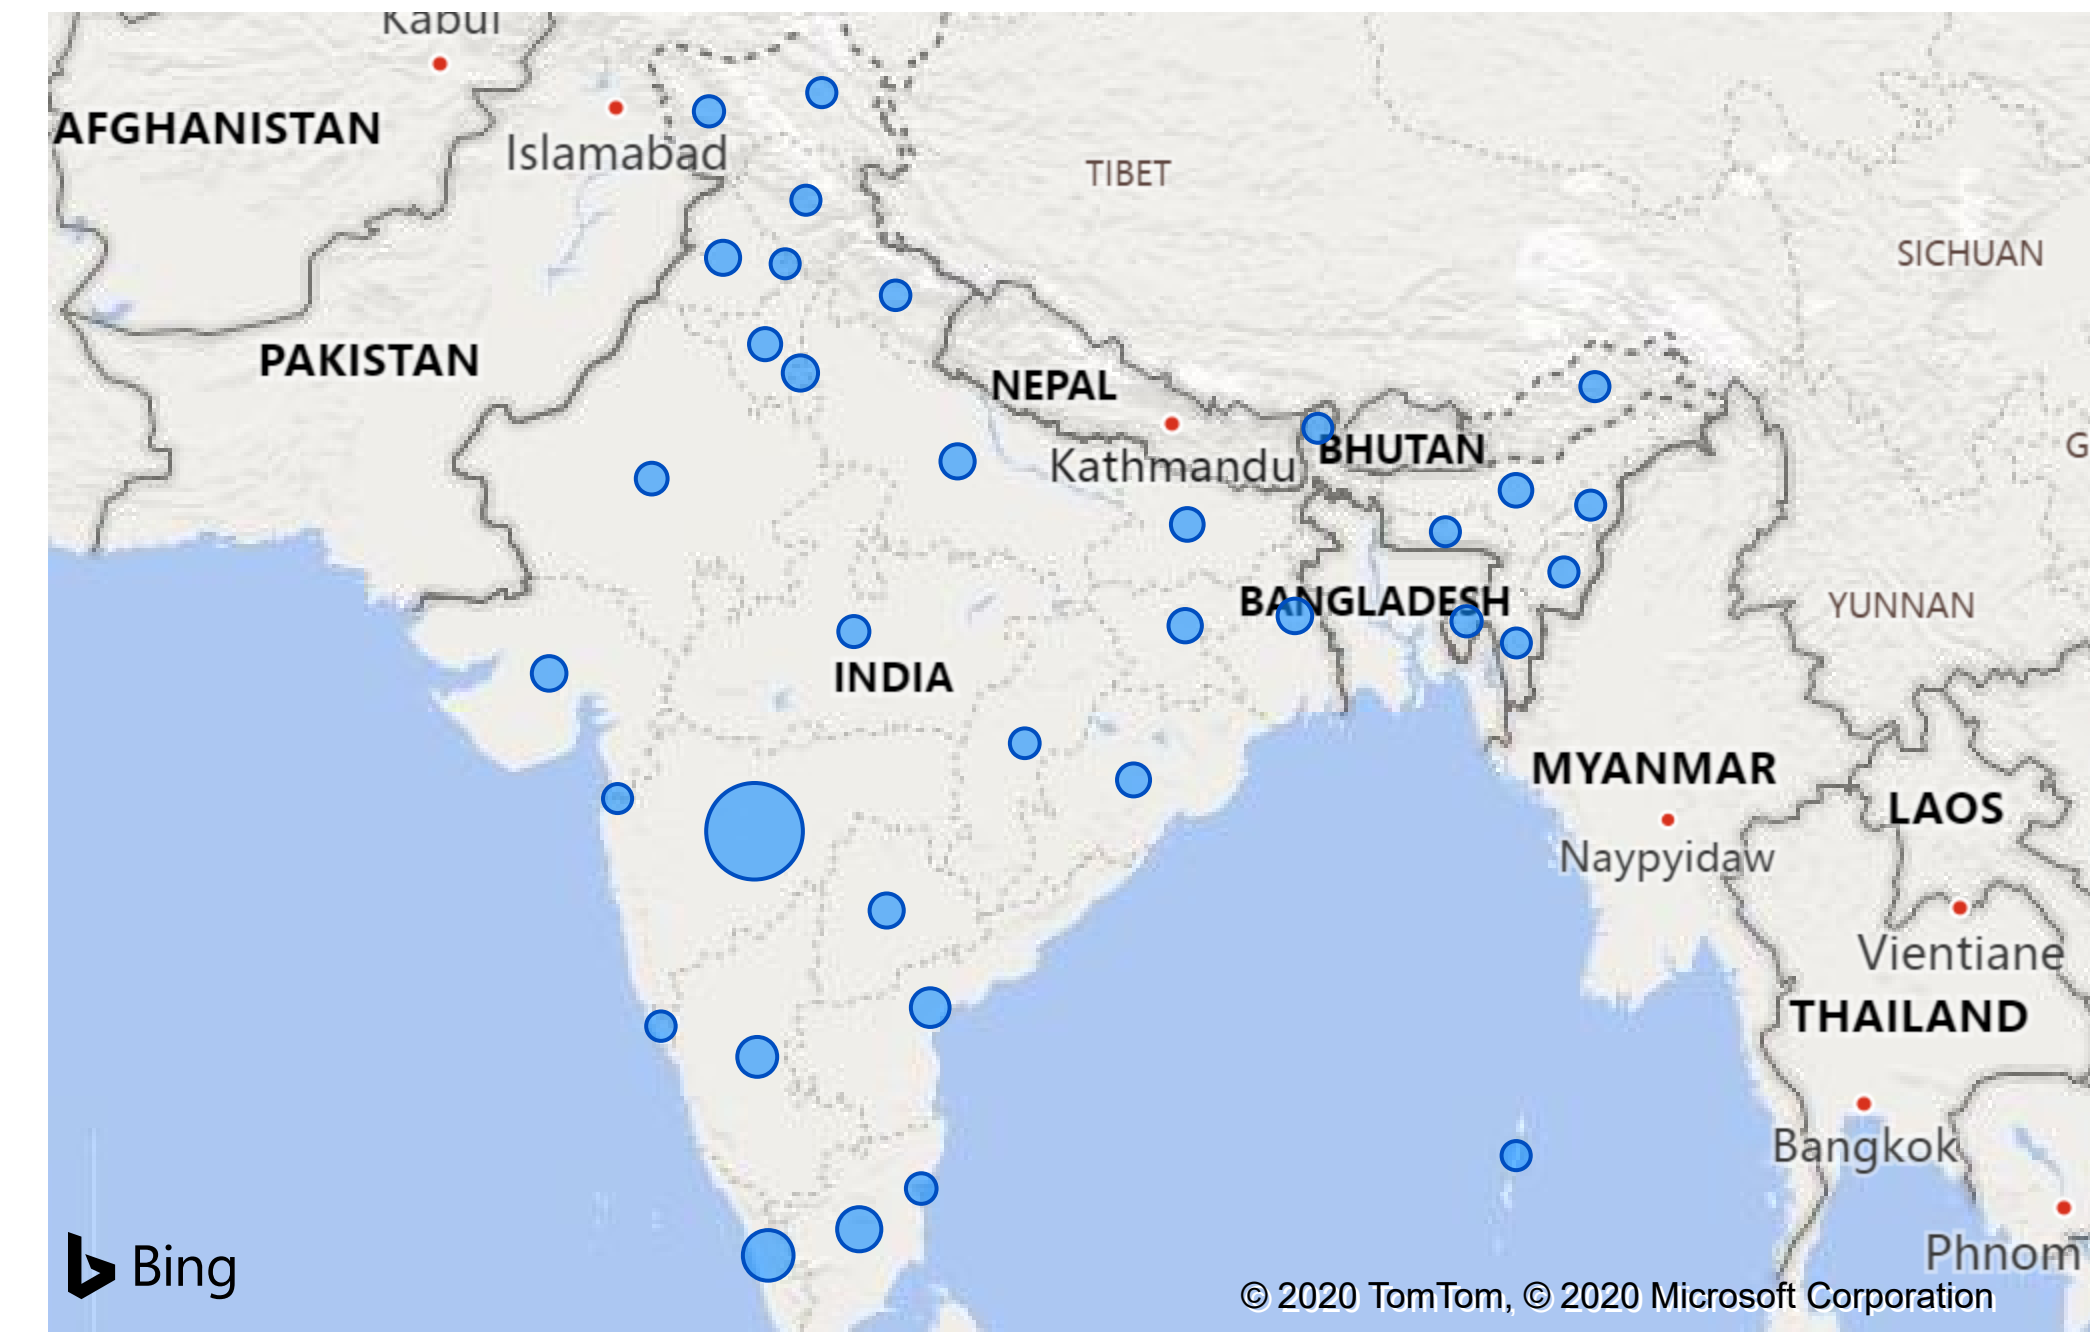 Kabul
AFGHANISTAN
Islamabad
TIBET
SICHUAN
PAKISTAN
NEPAL
Kathmandu
BHUTAN
G
BANGLADESH
YUNNAN
INDIA
MYANMAR
Naypyidaw
LAOS
Vientiane
THAILAND
Bangkok
Phnom
Bing
© 2020 TomTom, © 2020 Microsoft Corporation